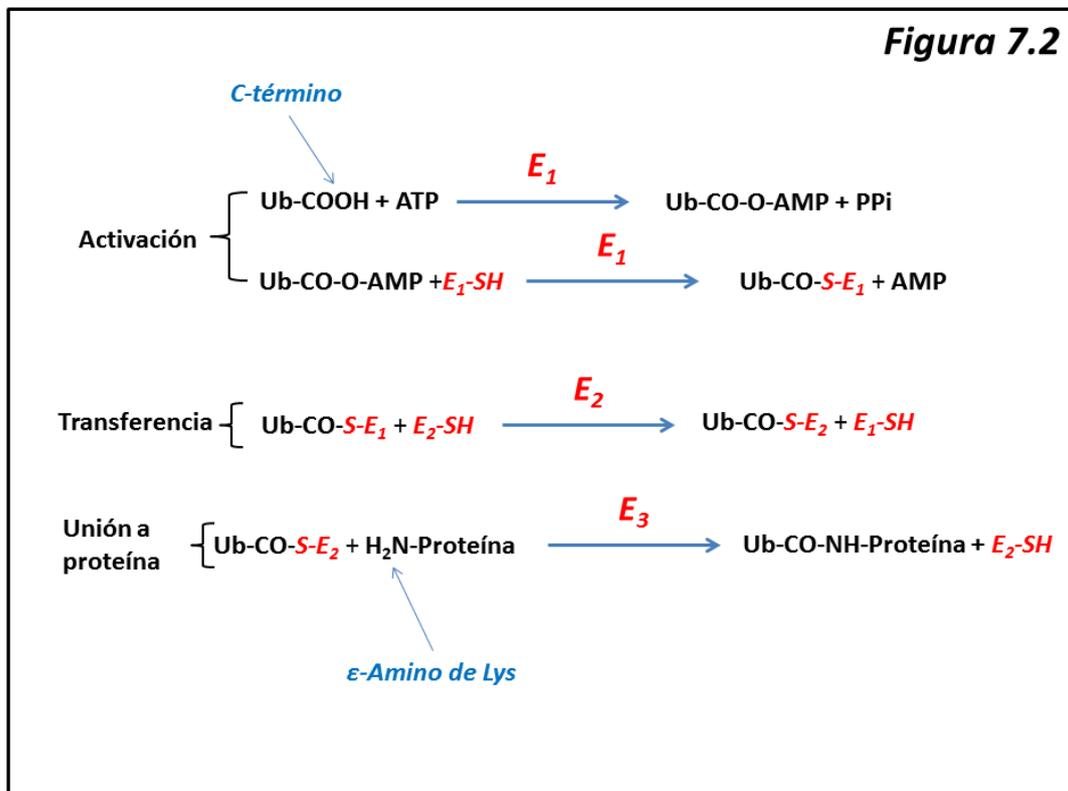 Figura 7.2
C-término
E₁
Activación
Ub-COOH + ATP
Ub-CO-O-AMP + PPi
E₁
Ub-CO-O-AMP +E₁-SH
Ub-CO-S-E₁ + AMP
E₂
Transferencia
Ub-CO-S-E₁ + E₂-SH
Ub-CO-S-E₂ + E₁-SH
E₃
Unión a
proteína
Ub-CO-S-E₂ + H₂N-Proteína
Ub-CO-NH-Proteína + E₂-SH
ε-Amino de Lys